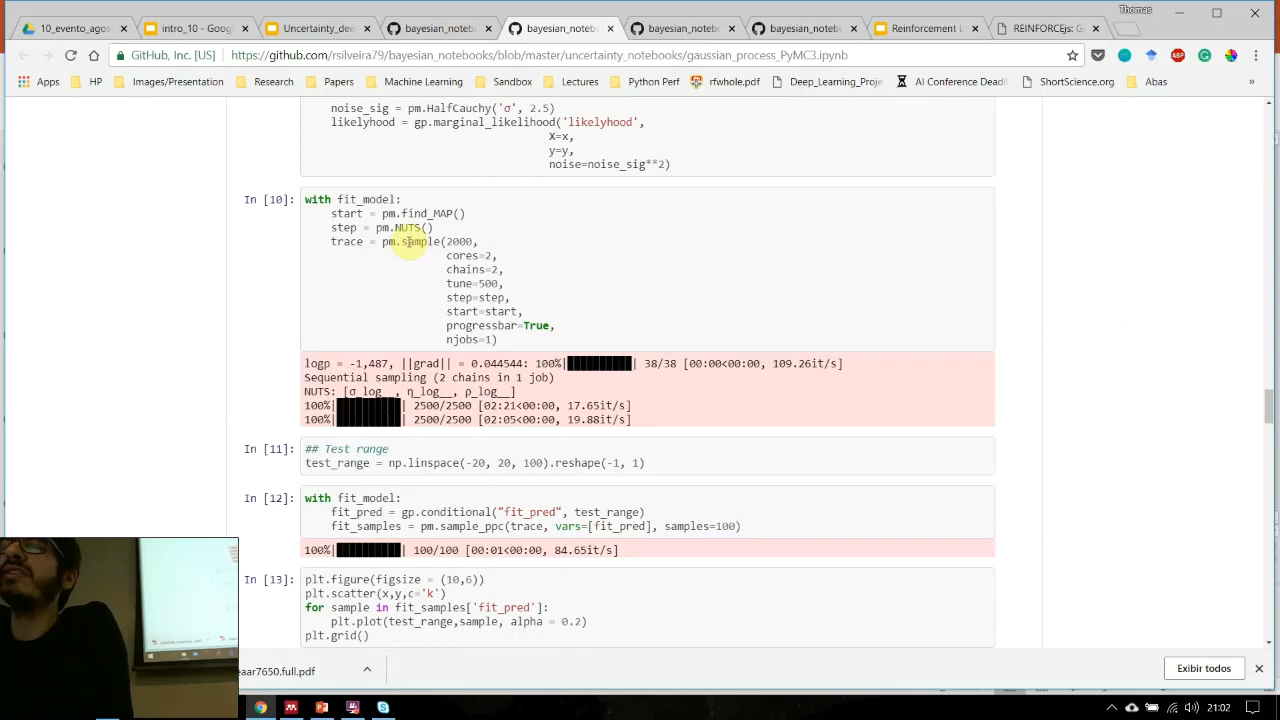 Thomas
10_evento_agos
intro_10 - Goog
Uncertainty_dee
bayesian_notebo
bayesian_notebo
bayesian_notebo
bayesian_notebo
Reinforcement L
REINFORCEjs: G
GitHub, Inc. [US] https://github.com/rsilveira79/bayesian_notebooks/blob/master/uncertainty_notebooks/gaussian_process_PyMC3.ipynb
Apps HP Images/Presentation Research Papers Machine Learning Sandbox Lectures Python Perf rfwhole.pdf Deep_Learning_Proje AI Conference Deadl ShortScience.org Abas »
noise_sig = pm.HalfCauchy('σ', 2.5)
likelyhood = gp.marginal_likelihood('likelyhood',
X=x,
y=y,
noise=noise_sig**2)
In [10]: with fit_model:
start = pm.find_MAP()
step = pm.NUTS()
trace = pm.sample(2000,
cores=2,
chains=2,
tune=500,
step=step,
start=start,
progressbar=True,
njobs=1)
logp = -1,487, ||grad|| = 0.044544: 100%|██████████| 38/38 [00:00<00:00, 109.26it/s]
Sequential sampling (2 chains in 1 job)
NUTS: [σ_log__, η_log__, ρ_log__]
100%|██████████| 2500/2500 [02:21<00:00, 17.65it/s]
100%|██████████| 2500/2500 [02:05<00:00, 19.88it/s]
In [11]: ## Test range
test_range = np.linspace(-20, 20, 100).reshape(-1, 1)
In [12]: with fit_model:
fit_pred = gp.conditional("fit_pred", test_range)
fit_samples = pm.sample_ppc(trace, vars=[fit_pred], samples=100)
100%|██████████| 100/100 [00:01<00:00, 84.65it/s]
In [13]: plt.figure(figsize = (10,6))
plt.scatter(x,y,c='k')
for sample in fit_samples['fit_pred']:
plt.plot(test_range,sample, alpha = 0.2)
plt.grid()
eaar7650.full.pdf
Exibir todos
21:02